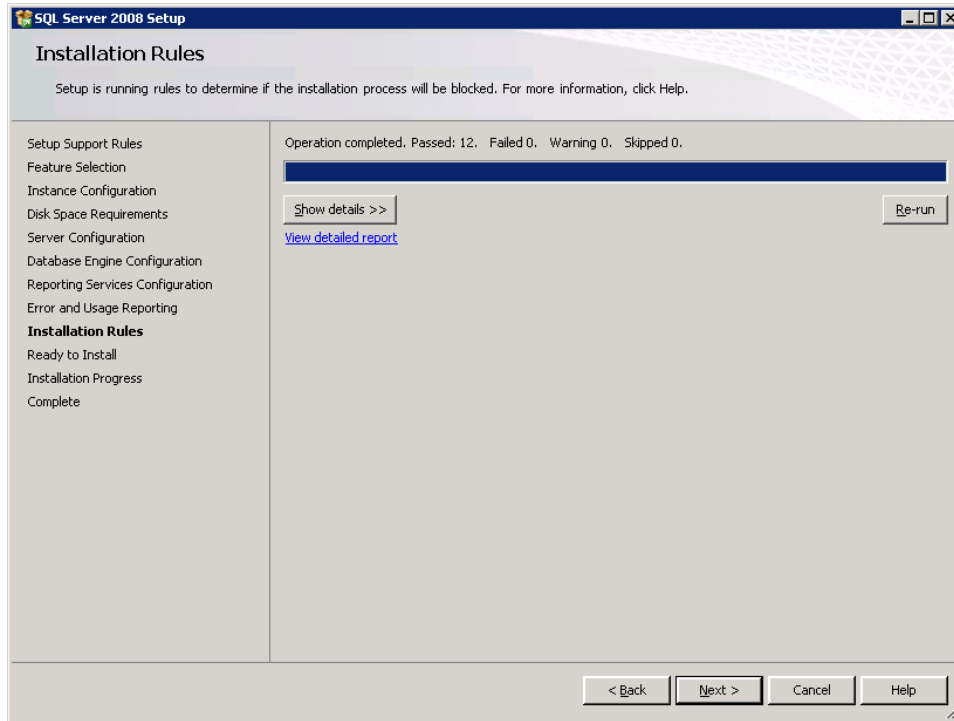 SQL Server 2008 Setup
Installation Rules
Setup is running rules to determine if the installation process will be blocked. For more information, click Help.
Setup Support Rules
Feature Selection
Instance Configuration
Disk Space Requirements
Server Configuration
Database Engine Configuration
Reporting Services Configuration
Error and Usage Reporting
Installation Rules
Ready to Install
Installation Progress
Complete
Operation completed. Passed: 12. Failed 0. Warning 0. Skipped 0.
Show details >>
Re-run
View detailed report
< Back
Next >
Cancel
Help